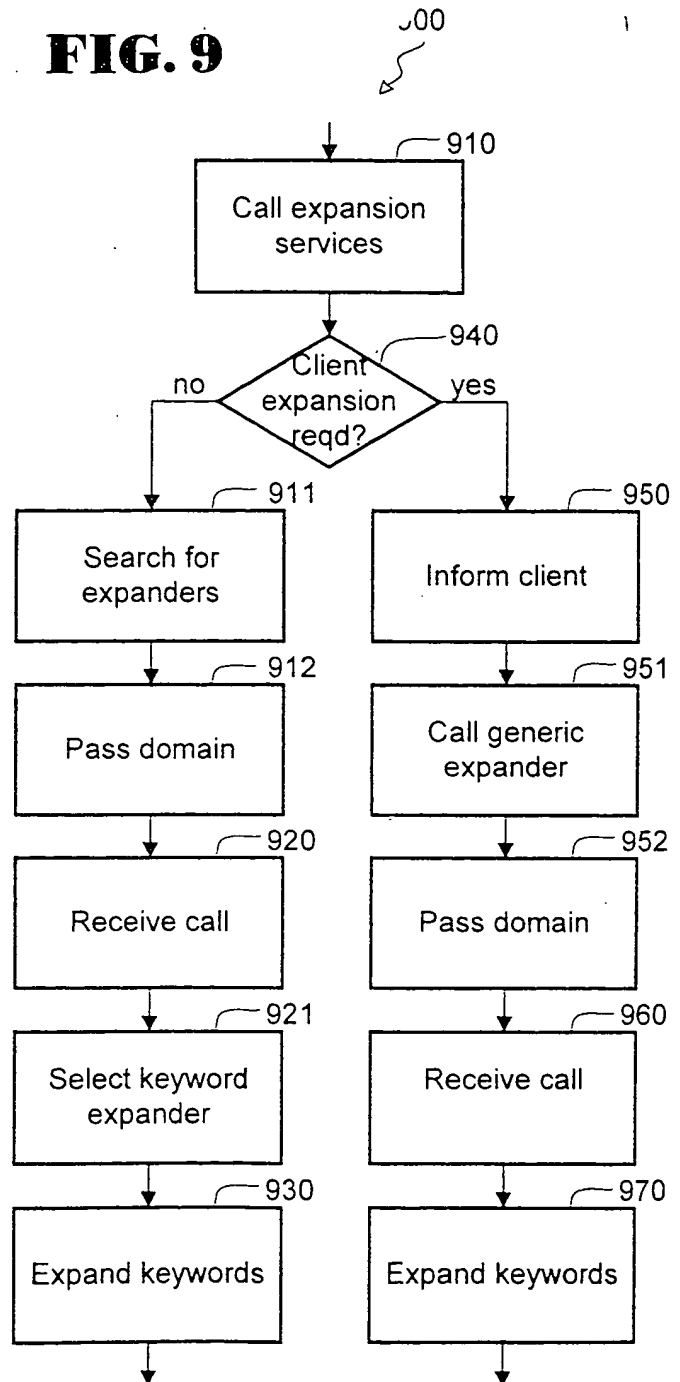 FIG. 9
910
Call expansion
services
940
Client
expansion
reqd?
no
yes
911
Search for
expanders
950
Inform client
912
Pass domain
951
Call generic
expander
920
Receive call
952
Pass domain
921
Select keyword
expander
960
Receive call
930
Expand keywords
970
Expand keywords